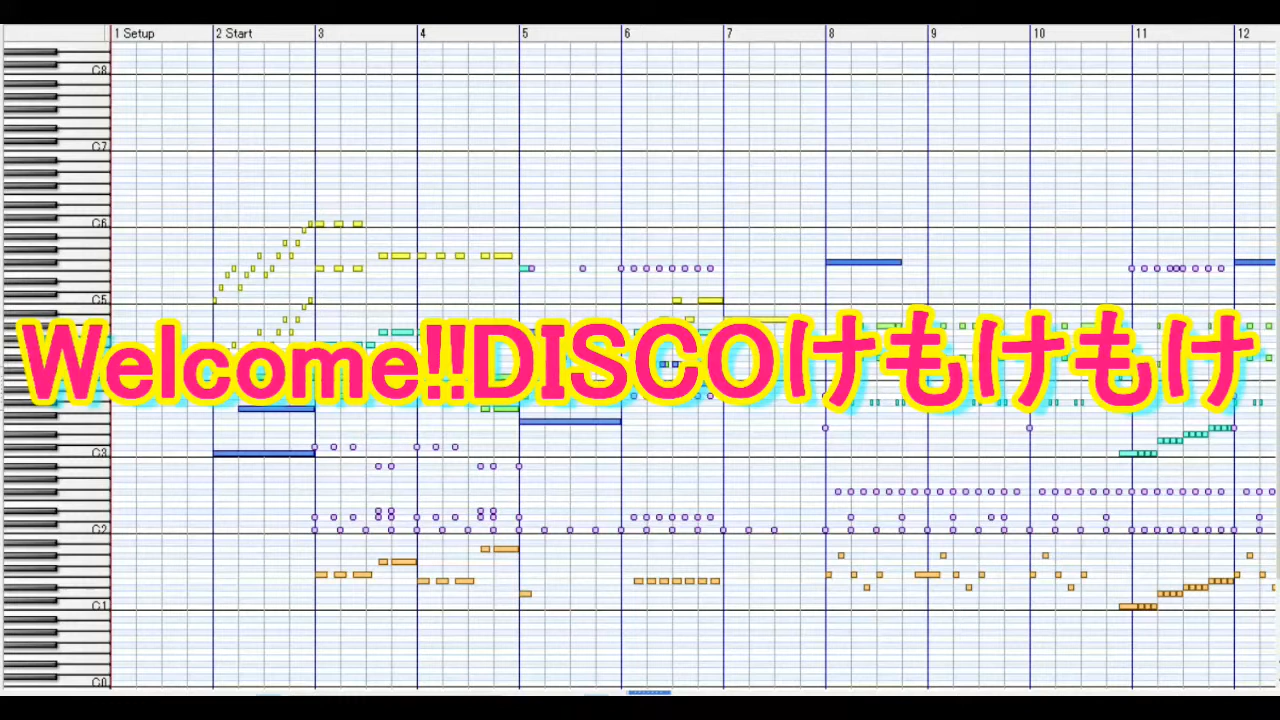 1 Setup 2 Start 3 4 5 6 7 8 9 10 11 12
C8
C7
C6
C5
Welcome!!DISCOけもけもけ
C3
C2
C1
C0